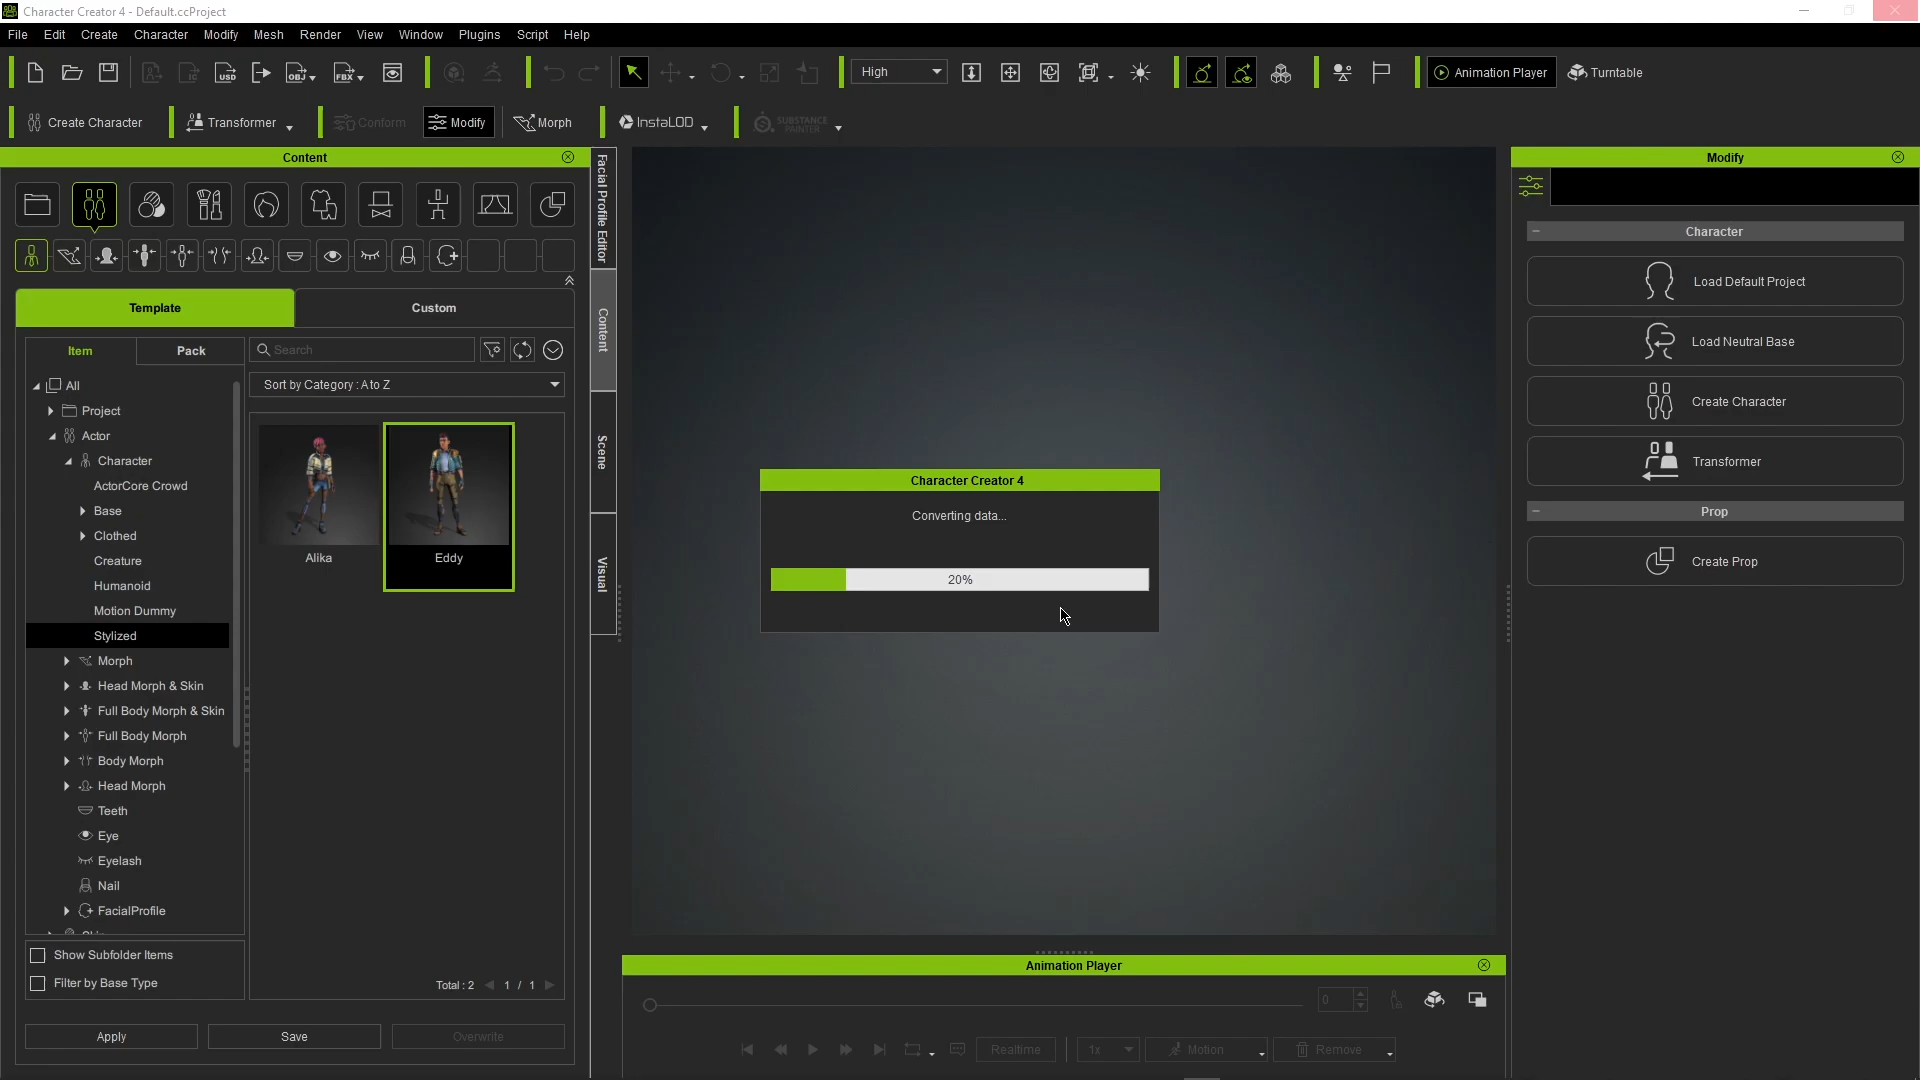 Character Creator 4 - Default.ccProject
File Edit Create Character Modify Mesh Render View Window Plugins Script Help
USD OBJ FBX High Animation Player Turntable
Create Character Transformer Conform Modify Morph InstaLOD SUBSTANCE PAINTER
Content
Template Custom
Item Pack
Search
Sort by Category : A to Z
All
Project
Actor
Character
ActorCore Crowd
Base
Clothed
Creature
Humanoid
Motion Dummy
Stylized
Morph
Head Morph & Skin
Full Body Morph & Skin
Full Body Morph
Body Morph
Head Morph
Teeth
Eye
Eyelash
Nail
FacialProfile
Alika
Eddy
Show Subfolder Items
Filter by Base Type
Total : 2 1 / 1
Apply Save Overwrite
Facial Profile Editor
Content
Scene
Visual
Character Creator 4
Converting data...
20%
Animation Player
0
Realtime 1x Motion Remove
Modify
Character
Load Default Project
Load Neutral Base
Create Character
Transformer
Prop
Create Prop